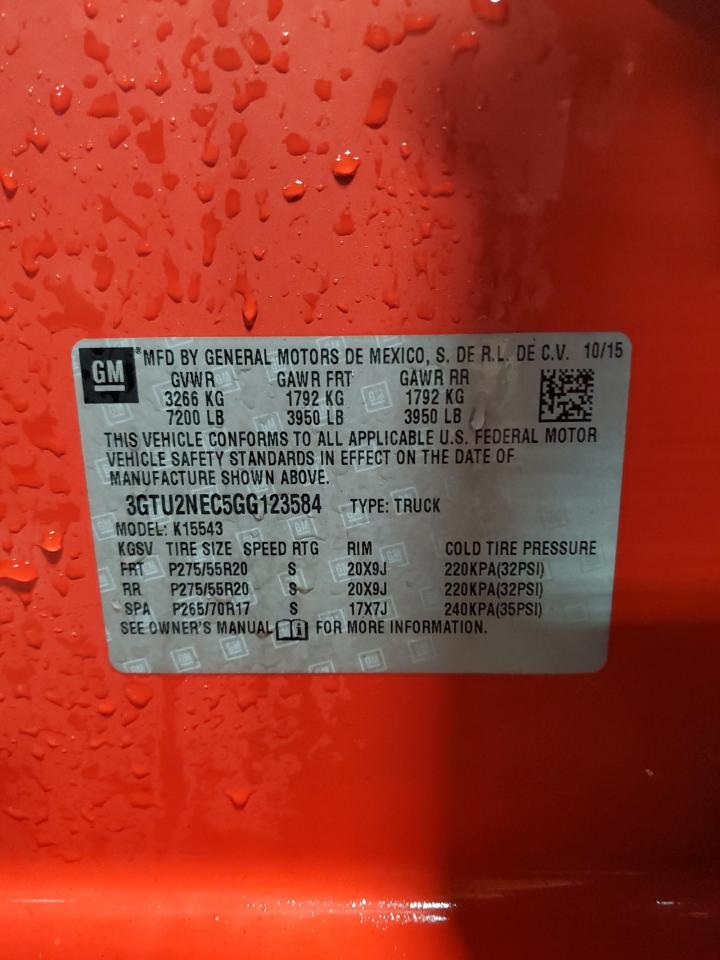 GM ®MFD BY GENERAL MOTORS DE MEXICO, S. DE R.L. DE C.V. 10/15
GVWR GAWR FRT GAWR RR
3266 KG 1792 KG 1792 KG
7200 LB 3950 LB 3950 LB
THIS VEHICLE CONFORMS TO ALL APPLICABLE U.S. FEDERAL MOTOR
VEHICLE SAFETY STANDARDS IN EFFECT ON THE DATE OF
MANUFACTURE SHOWN ABOVE.
3GTU2NEC5GG123584 TYPE: TRUCK
MODEL: K15543
KGSV TIRE SIZE SPEED RTG RIM COLD TIRE PRESSURE
FRT P275/55R20 S 20X9J 220KPA(32PSI)
RR P275/55R20 S 20X9J 220KPA(32PSI)
SPA P265/70R17 S 17X7J 240KPA(35PSI)
SEE OWNER'S MANUAL FOR MORE INFORMATION.